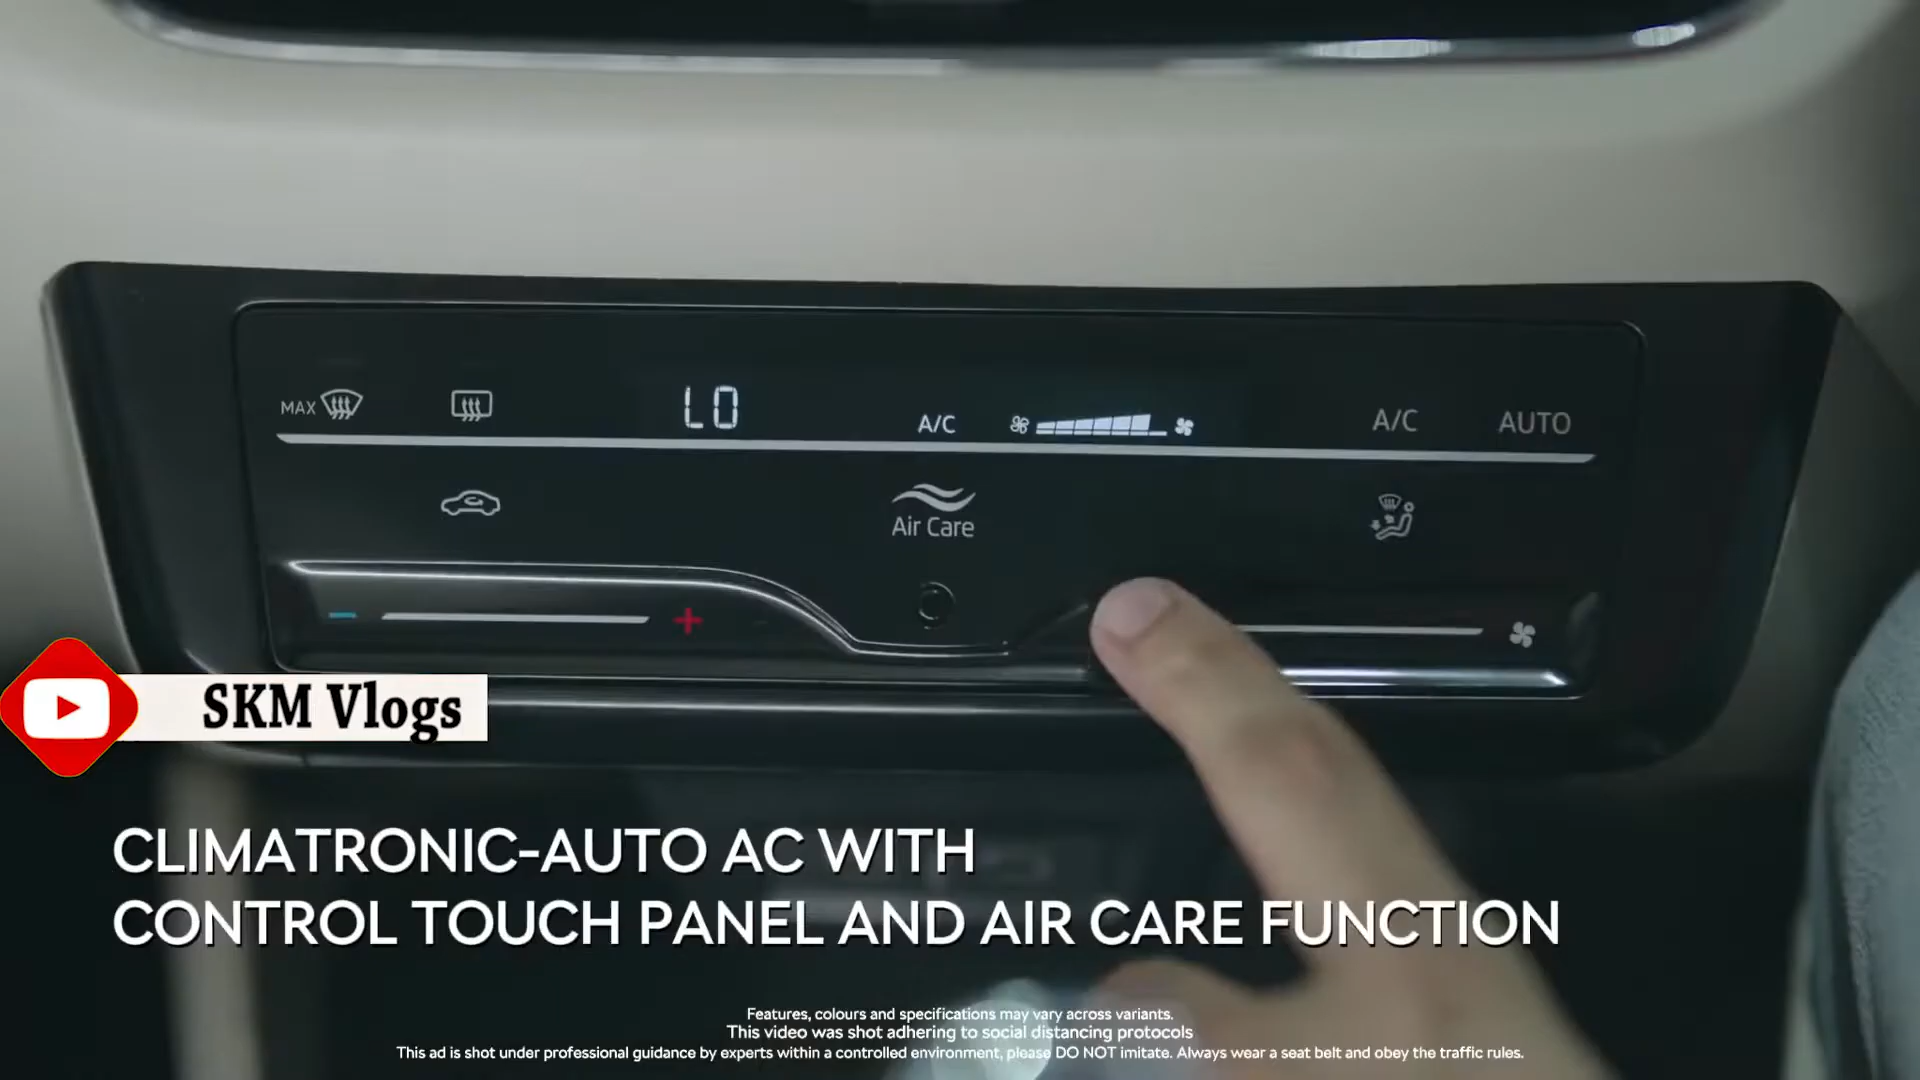 MAX
LO
A/C
A/C
AUTO
Air Care
SKM Vlogs
CLIMATRONIC-AUTO AC WITH
CONTROL TOUCH PANEL AND AIR CARE FUNCTION
Features, colours and specifications may vary across variants.
This video was shot adhering to social distancing protocols
This ad is shot under professional guidance by experts within a controlled environment, please DO NOT imitate. Always wear a seat belt and obey the traffic rules.